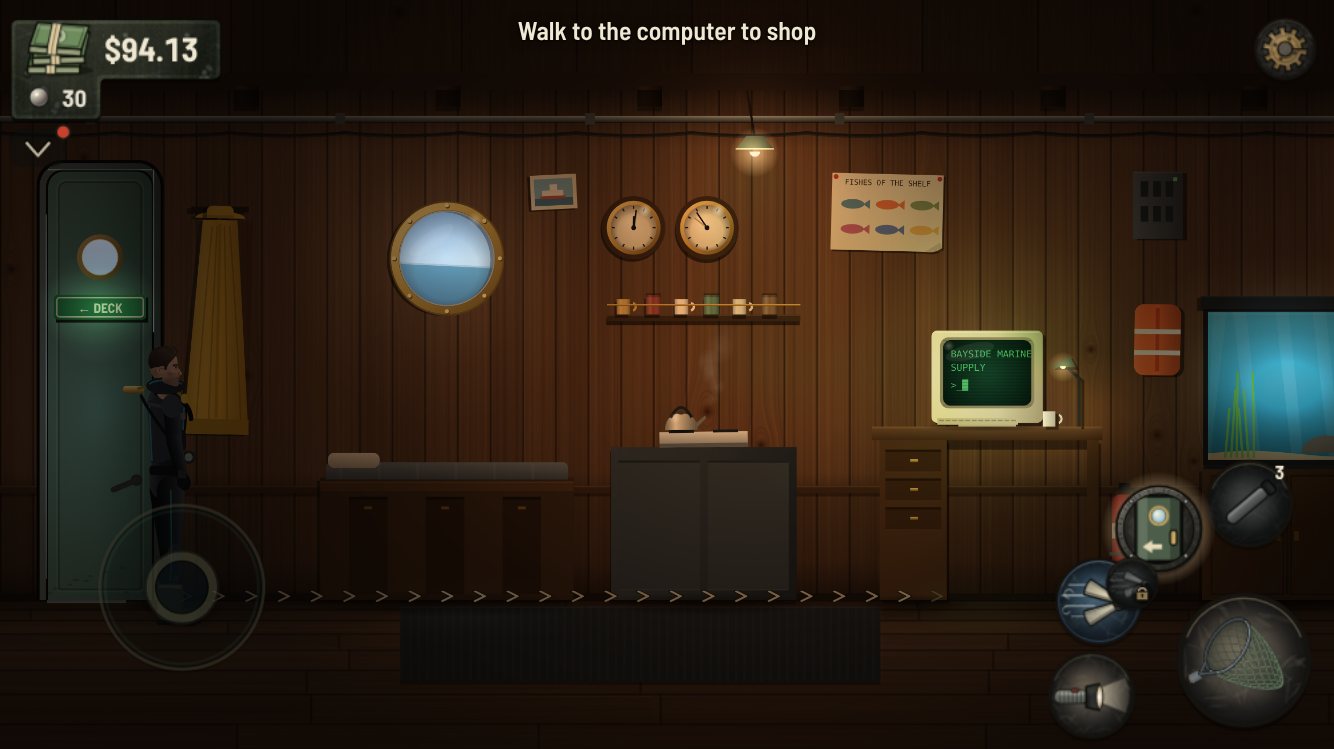 $94.13
30
Walk to the computer to shop
← DECK
FISHES OF THE SHELF
BAYSIDE MARINE
SUPPLY
>_
3